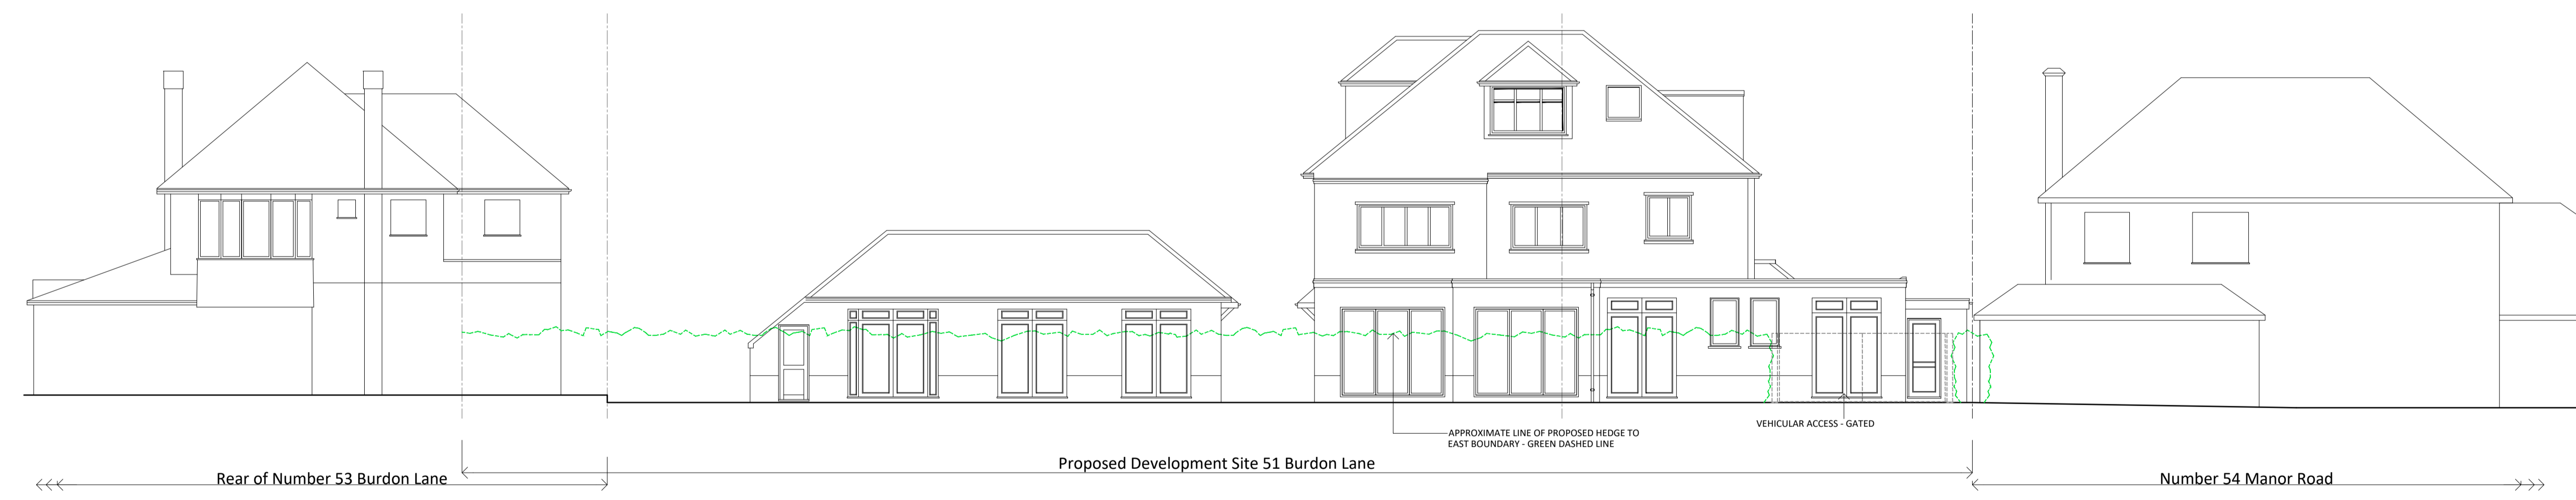 APPROXIMATE LINE OF PROPOSED HEDGE TO
EAST BOUNDARY - GREEN DASHED LINE
VEHICULAR ACCESS - GATED
Rear of Number 53 Burdon Lane
Proposed Development Site 51 Burdon Lane
Number 54 Manor Road